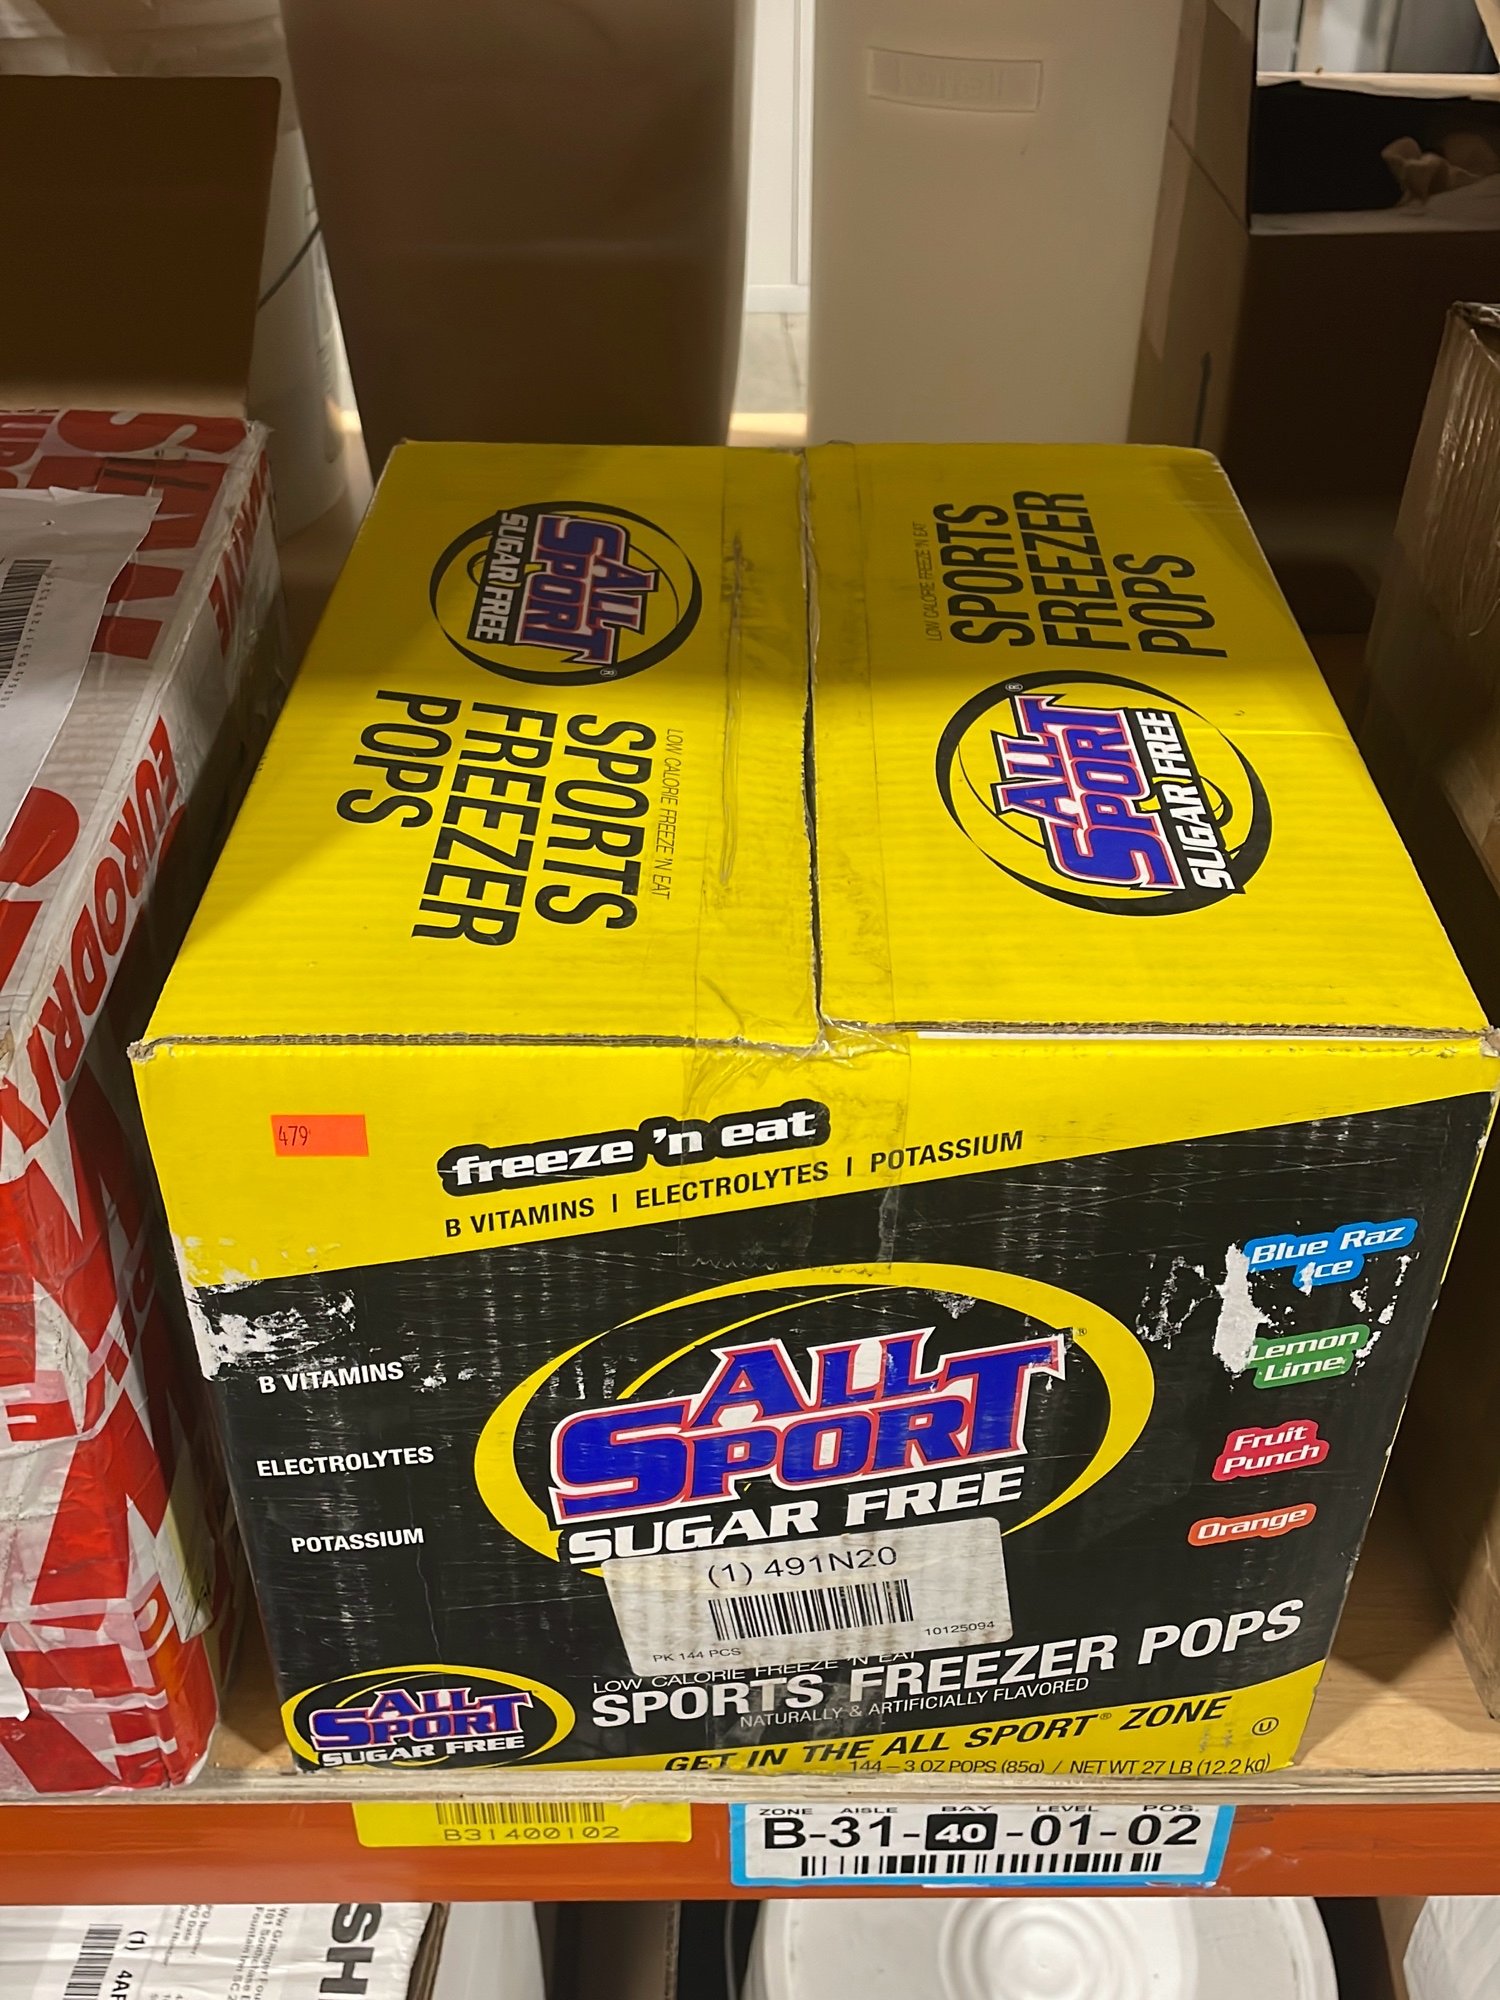 ALL
SPORT
SUGAR FREE
®
LOW CALORIE FREEZE 'N EAT
SPORTS
FREEZER
POPS
LOW CALORIE FREEZE 'N EAT
SPORTS
FREEZER
POPS
ALL
SPORT
SUGAR FREE
®
EURODRI
479
freeze 'n eat
B VITAMINS | ELECTROLYTES | POTASSIUM
Blue Raz
Ice
Lemon
Lime
Fruit
Punch
Orange
B VITAMINS
ELECTROLYTES
POTASSIUM
ALL
SPORT
®
SUGAR FREE
(1) 491N20
PK 144 PCS
10125094
LOW CALORIE FREEZE 'N EAT
SPORTS FREEZER POPS
NATURALLY & ARTIFICIALLY FLAVORED
ALL
SPORT
SUGAR FREE
GET IN THE ALL SPORT® ZONE
U
144 – 3 OZ POPS (85g) / NET WT 27 LB (12.2 kg)
B31400102
ZONE AISLE BAY LEVEL POS.
B-31-40-01-02
SH
(1) 4AF